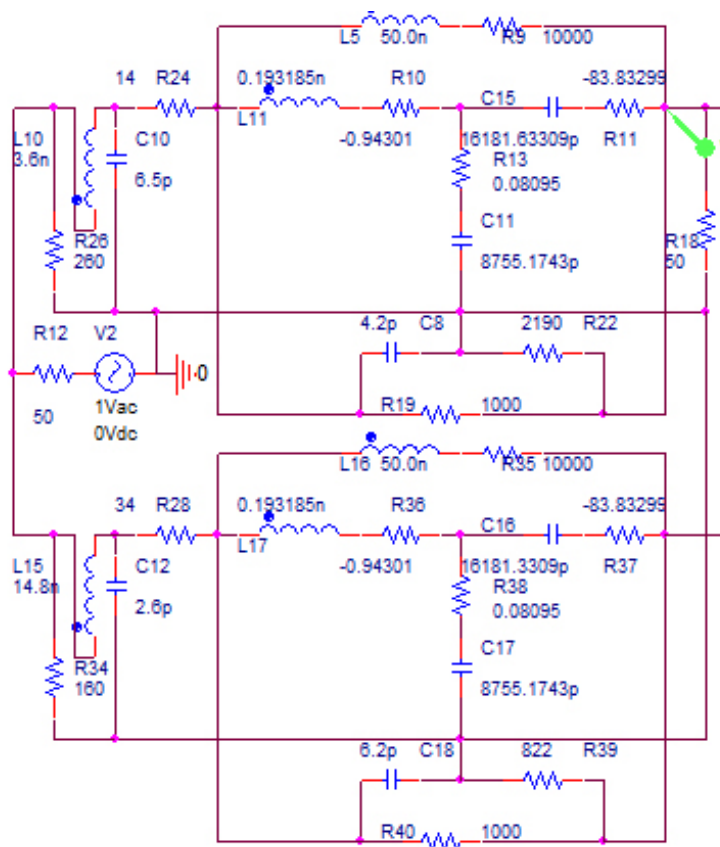 L5 50.0n R9 10000
14 R24 0.193185n R10 C15 -83.83299
L10 3.6n C10 6.5p L11 -0.94301 16181.63309p R11
R13
0.08095
C11
8755.1743p
R26
260
R18
50
R12 V2 4.2p C8 2190 R22
0
50 1Vac
0Vdc
R19 1000
L16 50.0n R35 10000
34 R28 0.193185n R36 C16 -83.83299
L15 14.8n C12 2.6p L17 -0.94301 16181.3309p R37
R38
0.08095
C17
8755.1743p
R34
160
6.2p C18 822 R39
R40 1000